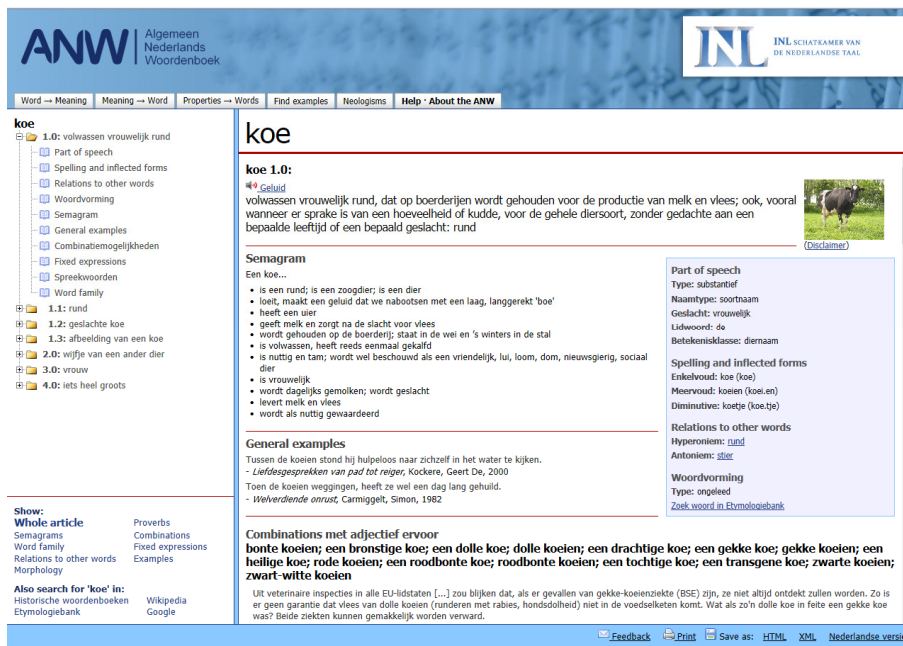 ANW
Algemeen
Nederlands
Woordenboek
INL
INL SCHATKAMER VAN
DE NEDERLANDSE TAAL
Word → Meaning
Meaning → Word
Properties → Words
Find examples
Neologisms
Help · About the ANW
koe
1.0: volwassen vrouwelijk rund
Part of speech
Spelling and inflected forms
Relations to other words
Woordvorming
Semagram
General examples
Combinatiemogelijkheden
Fixed expressions
Spreekwoorden
Word family
1.1: rund
1.2: geslachte koe
1.3: afbeelding van een koe
2.0: wijfje van een ander dier
3.0: vrouw
4.0: iets heel groots
Show:
Whole article
Semagrams
Word family
Relations to other words
Morphology
Proverbs
Combinations
Fixed expressions
Examples
Also search for 'koe' in:
Historische woordenboeken
Etymologiebank
Wikipedia
Google
koe
koe 1.0:
Geluid
volwassen vrouwelijk rund, dat op boerderijen wordt gehouden voor de productie van melk en vlees; ook, vooral
wanneer er sprake is van een hoeveelheid of kudde, voor de gehele diersoort, zonder gedachte aan een
bepaalde leeftijd of een bepaald geslacht: rund
(Disclaimer)
Semagram
Een koe...
• is een rund; is een zoogdier; is een dier
• loeit, maakt een geluid dat we nabootsen met een laag, langgerekt 'boe'
• heeft een uier
• geeft melk en zorgt na de slacht voor vlees
• wordt gehouden op de boerderij; staat in de wei en 's winters in de stal
• is volwassen, heeft reeds eenmaal gekalfd
• is nuttig en tam; wordt wel beschouwd als een vriendelijk, lui, loom, dom, nieuwsgierig, sociaal
dier
• is vrouwelijk
• wordt dagelijks gemolken; wordt geslacht
• levert melk en vlees
• wordt als nuttig gewaardeerd
General examples
Tussen de koeien stond hij hulpeloos naar zichzelf in het water te kijken.
- Liefdesgesprekken van pad tot reiger, Kockere, Geert De, 2000
Toen de koeien weggingen, heeft ze wel een dag lang gehuild.
- Welverdiende onrust, Carmiggelt, Simon, 1982
Part of speech
Type: substantief
Naamtype: soortnaam
Geslacht: vrouwelijk
Lidwoord: de
Betekenisklasse: diernaam
Spelling and inflected forms
Enkelvoud: koe (koe)
Meervoud: koeien (koei.en)
Diminutive: koetje (koe.tje)
Relations to other words
Hyperoniem: rund
Antoniem: stier
Woordvorming
Type: ongeleed
Zoek woord in Etymologiebank
Combinations met adjectief ervoor
bonte koeien; een bronstige koe; een dolle koe; dolle koeien; een drachtige koe; een gekke koe; gekke koeien; een
heilige koe; rode koeien; een roodbonte koe; roodbonte koeien; een tochtige koe; een transgene koe; zwarte koeien;
zwart-witte koeien
Uit veterinaire inspecties in alle EU-lidstaten [...] zou blijken dat, als er gevallen van gekke-koeienziekte (BSE) zijn, ze niet altijd ontdekt zullen worden. Zo is
er geen garantie dat vlees van dolle koeien (runderen met rabies, hondsdolheid) niet in de voedselketen komt. Wat als zo'n dolle koe in feite een gekke koe
was? Beide ziekten kunnen gemakkelijk worden verward.
Feedback
Print
Save as:
HTML
XML
Nederlandse versie